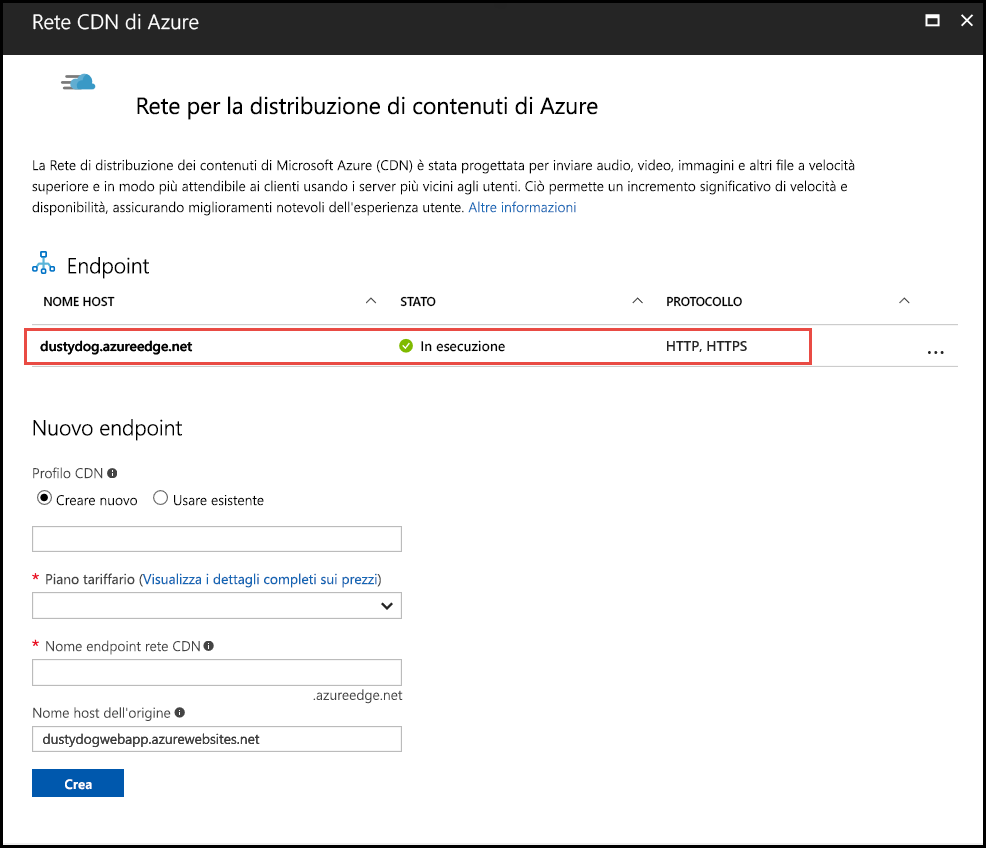 Rete CDN di Azure
Rete per la distribuzione di contenuti di Azure
La Rete di distribuzione dei contenuti di Microsoft Azure (CDN) è stata progettata per inviare audio, video, immagini e altri file a velocità
superiore e in modo più attendibile ai clienti usando i server più vicini agli utenti. Ciò permette un incremento significativo di velocità e
disponibilità, assicurando miglioramenti notevoli dell'esperienza utente. Altre informazioni
Endpoint
NOME HOST STATO PROTOCOLLO
dustydog.azureedge.net In esecuzione HTTP, HTTPS ...
Nuovo endpoint
Profilo CDN
Creare nuovo Usare esistente
* Piano tariffario (Visualizza i dettagli completi sui prezzi)
* Nome endpoint rete CDN
.azureedge.net
Nome host dell'origine
dustydogwebapp.azurewebsites.net
Crea